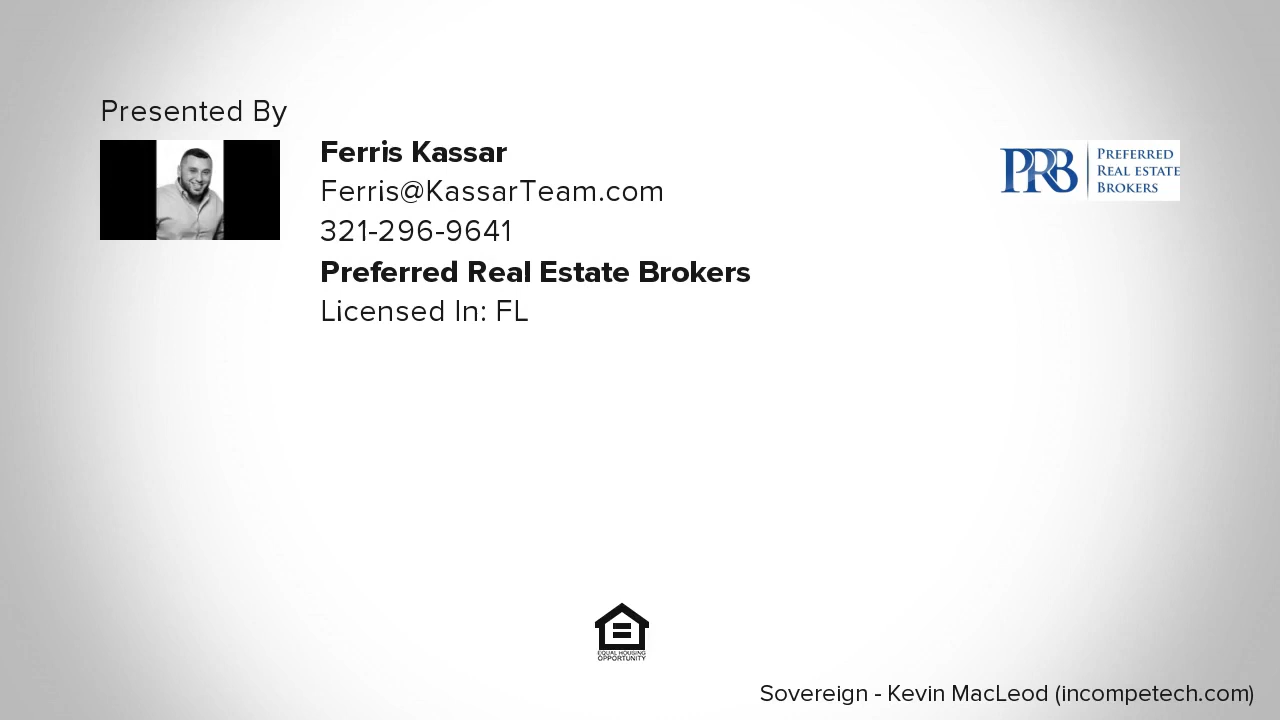 Presented By
Ferris Kassar
Ferris@KassarTeam.com
321-296-9641
Preferred Real Estate Brokers
Licensed In: FL
PRB
PREFERRED
REAL ESTATE
BROKERS
EQUAL HOUSING
OPPORTUNITY
Sovereign - Kevin MacLeod (incompetech.com)